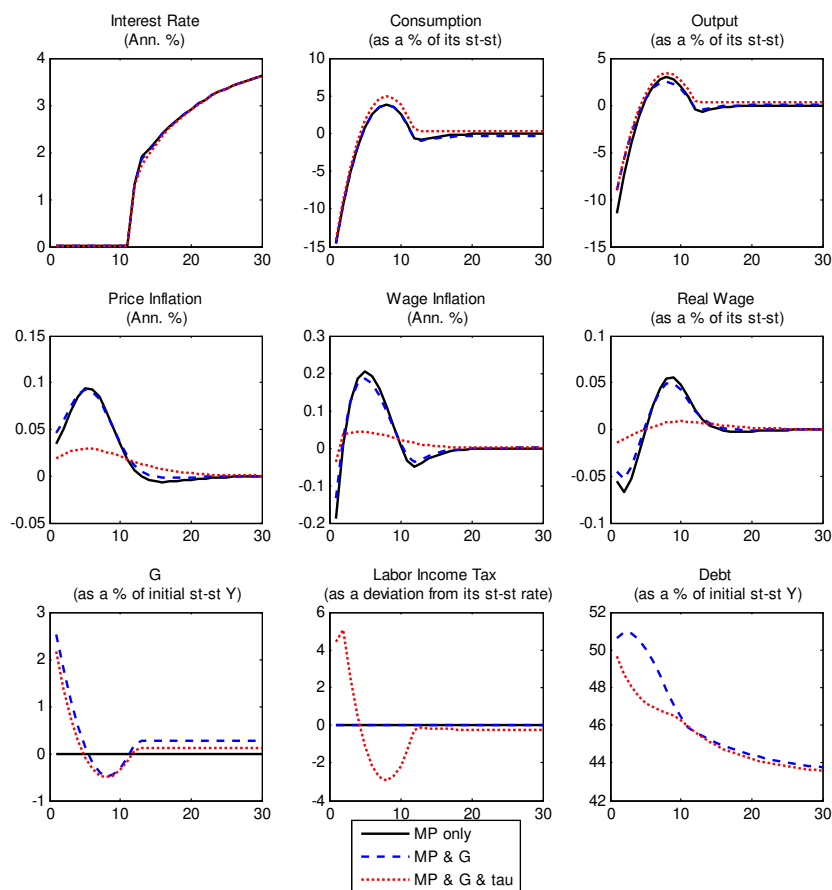 Interest Rate
(Ann. %)
4
3
2
1
0
0 10 20 30
Consumption
(as a % of its st-st)
10
5
0
-5
-10
-15
0 10 20 30
Output
(as a % of its st-st)
5
0
-5
-10
-15
0 10 20 30
Price Inflation
(Ann. %)
0.15
0.1
0.05
0
-0.05
0 10 20 30
Wage Inflation
(Ann. %)
0.3
0.2
0.1
0
-0.1
-0.2
0 10 20 30
Real Wage
(as a % of its st-st)
0.1
0.05
0
-0.05
-0.1
0 10 20 30
G
(as a % of initial st-st Y)
3
2
1
0
-1
0 10 20 30
Labor Income Tax
(as a deviation from its st-st rate)
6
4
2
0
-2
-4
0 10 20 30
Debt
(as a % of initial st-st Y)
52
50
48
46
44
42
0 10 20 30
MP only
MP & G
MP & G & tau